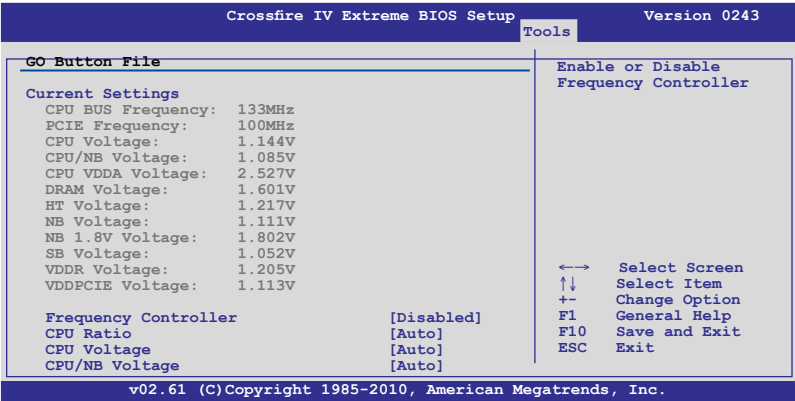 Crossfire IV Extreme BIOS Setup Version 0243
Tools
GO Button File
Current Settings
CPU BUS Frequency: 133MHz
PCIE Frequency: 100MHz
CPU Voltage: 1.144V
CPU/NB Voltage: 1.085V
CPU VDDA Voltage: 2.527V
DRAM Voltage: 1.601V
HT Voltage: 1.217V
NB Voltage: 1.111V
NB 1.8V Voltage: 1.802V
SB Voltage: 1.052V
VDDR Voltage: 1.205V
VDDPCIE Voltage: 1.113V
Frequency Controller [Disabled]
CPU Ratio [Auto]
CPU Voltage [Auto]
CPU/NB Voltage [Auto]
Enable or Disable
Frequency Controller
←→ Select Screen
↑↓ Select Item
+- Change Option
F1 General Help
F10 Save and Exit
ESC Exit
v02.61 (C)Copyright 1985-2010, American Megatrends, Inc.